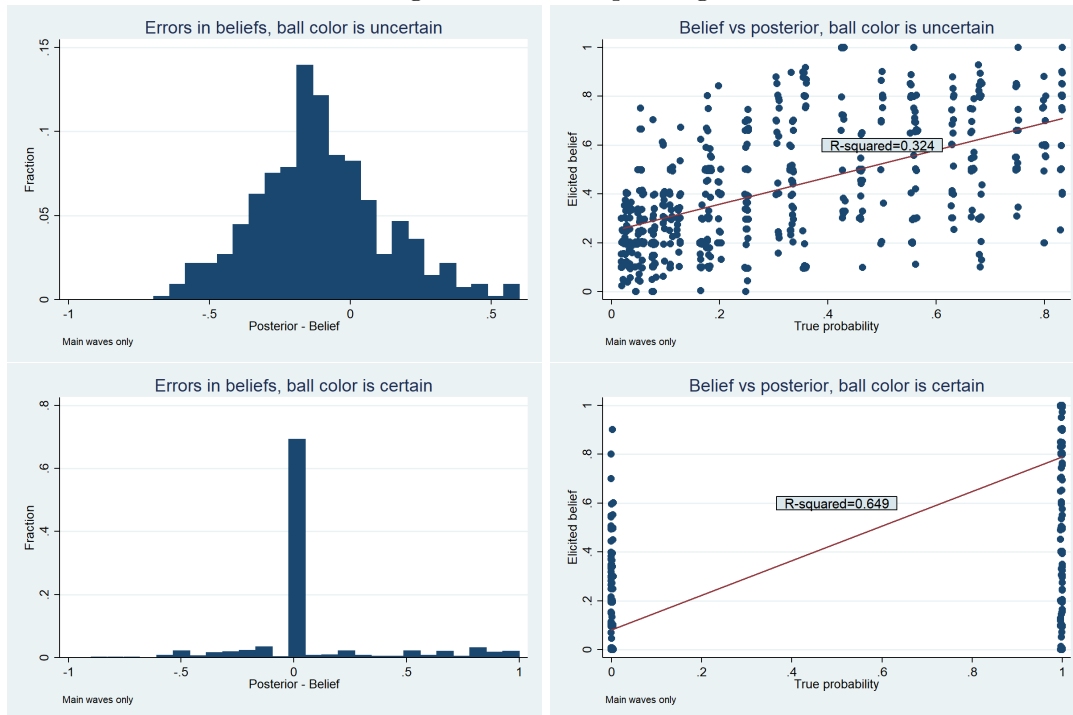 Errors in beliefs, ball color is uncertain
Fraction
0 .05 .1 .15
-1 -.5 0 .5
Posterior - Belief
Main waves only
Belief vs posterior, ball color is uncertain
Elicited belief
0 .2 .4 .6 .8 1
R-squared=0.324
0 .2 .4 .6 .8
True probability
Main waves only
Errors in beliefs, ball color is certain
Fraction
0 .2 .4 .6 .8
-1 -.5 0 .5 1
Posterior - Belief
Main waves only
Belief vs posterior, ball color is certain
Elicited belief
0 .2 .4 .6 .8 1
R-squared=0.649
0 .2 .4 .6 .8 1
True probability
Main waves only